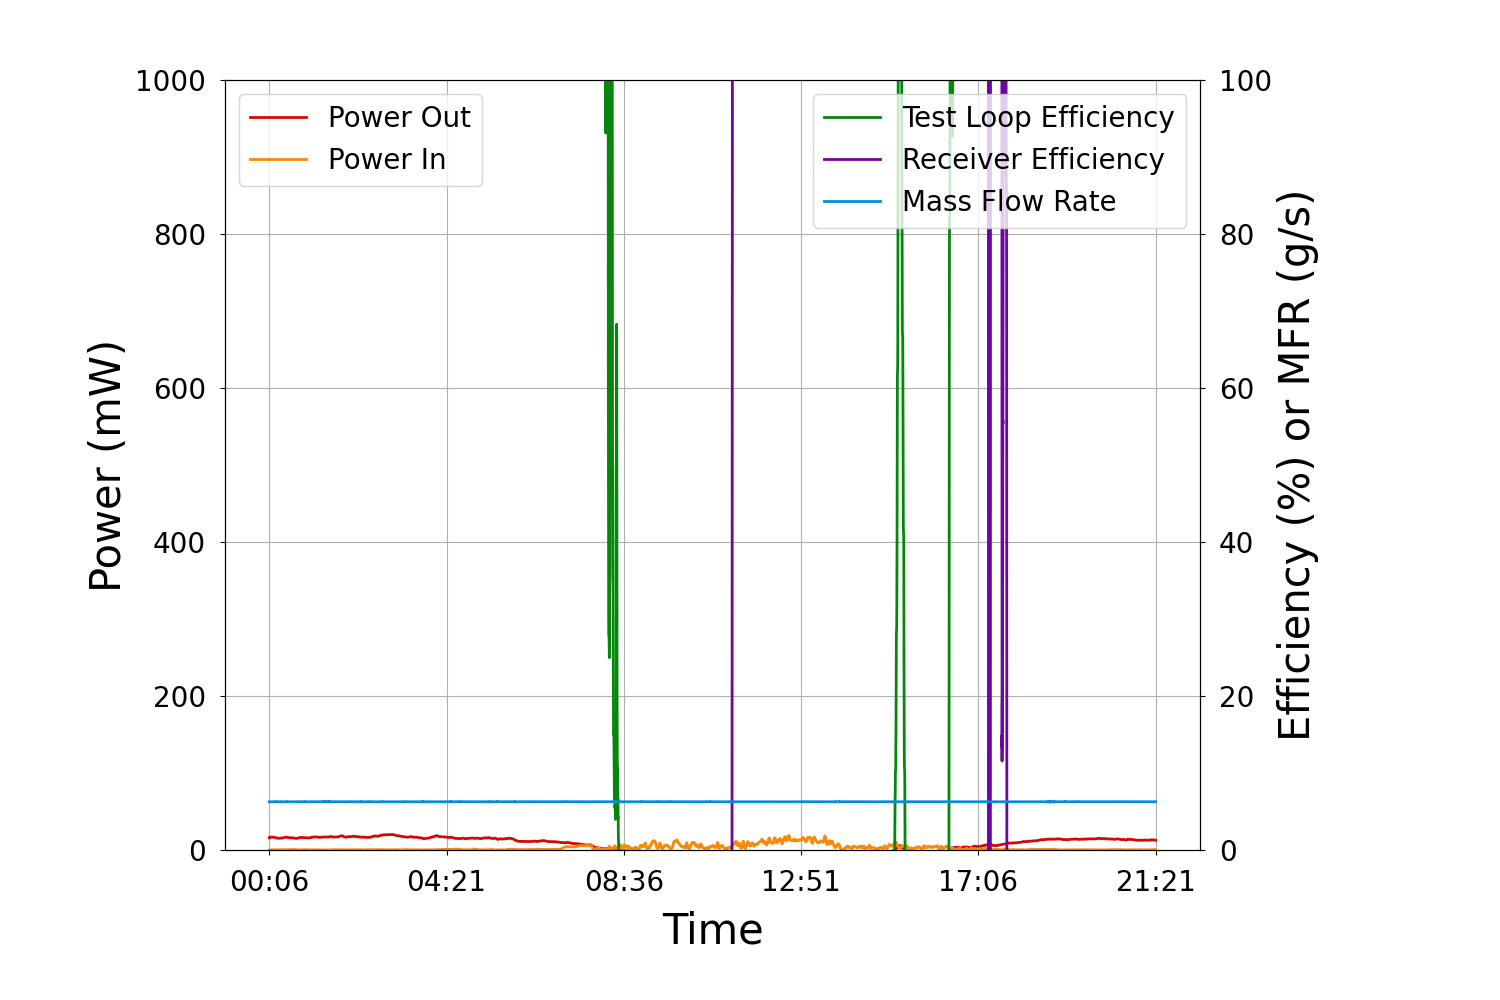 1000
800
600
400
200
0
Power (mW)
Power Out
Power In
Test Loop Efficiency
Receiver Efficiency
Mass Flow Rate
100
80
60
40
20
0
Efficiency (%) or MFR (g/s)
00:06 04:21 08:36 12:51 17:06 21:21
Time